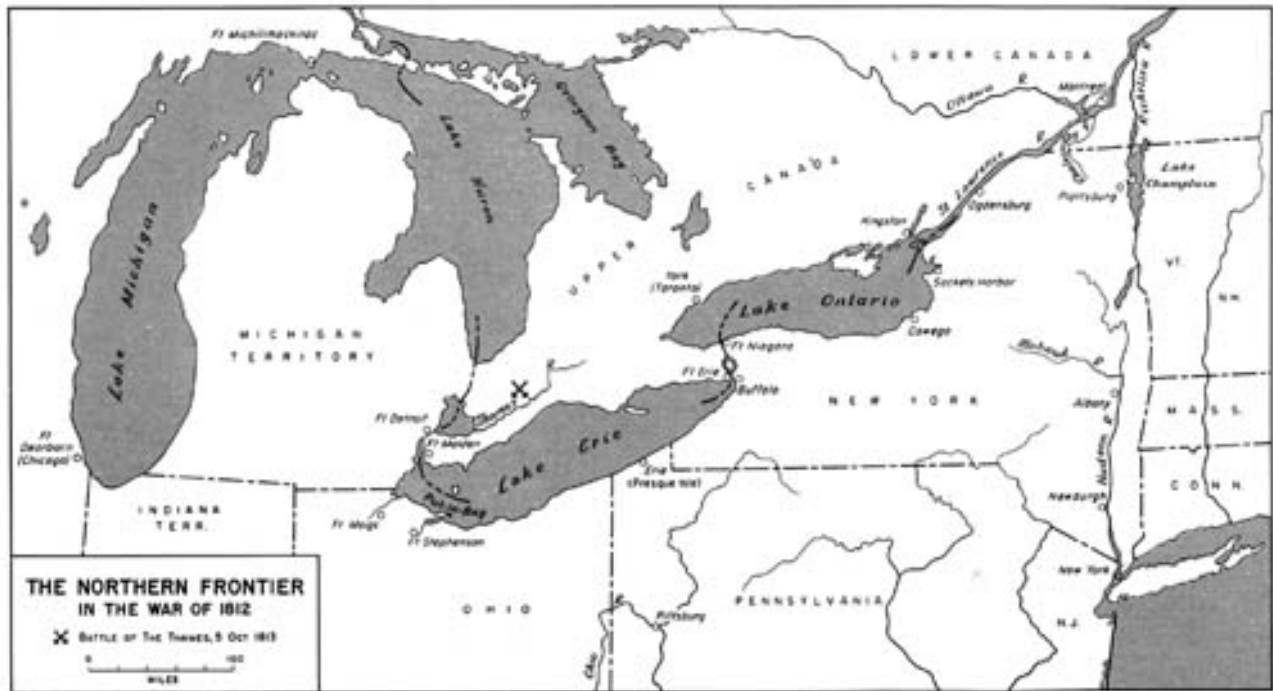 Ft Michilimackinac
LOWER CANADA
Ottawa R
Montreal
Richelieu R
Georgian Bay
Lake
Huron
CANADA
St Lawrence R
Ogdensburg
Plattsburg
Lake
Champlain
Kingston
Lake Michigan
UPPER
York
(Toronto)
Lake Ontario
Sackets Harbor
Oswego
VT.
N.H.
MICHIGAN
TERRITORY
Ft Niagara
Ft Erie
Buffalo
Mohawk R
NEW YORK
Albany
MASS.
Thames R
Ft Detroit
Ft Malden
Ft
Dearborn
(Chicago)
Lake Erie
Erie
(Presque Isle)
Hudson R
CONN.
Newburgh
INDIANA
TERR.
Put-in-Bay
Ft Meigs
Ft Stephenson
New York
THE NORTHERN FRONTIER
IN THE WAR OF 1812
BATTLE OF THE THAMES, 5 OCT 1813
0 100
MILES
OHIO
Ohio R
Pittsburg
PENNSYLVANIA
N.J.